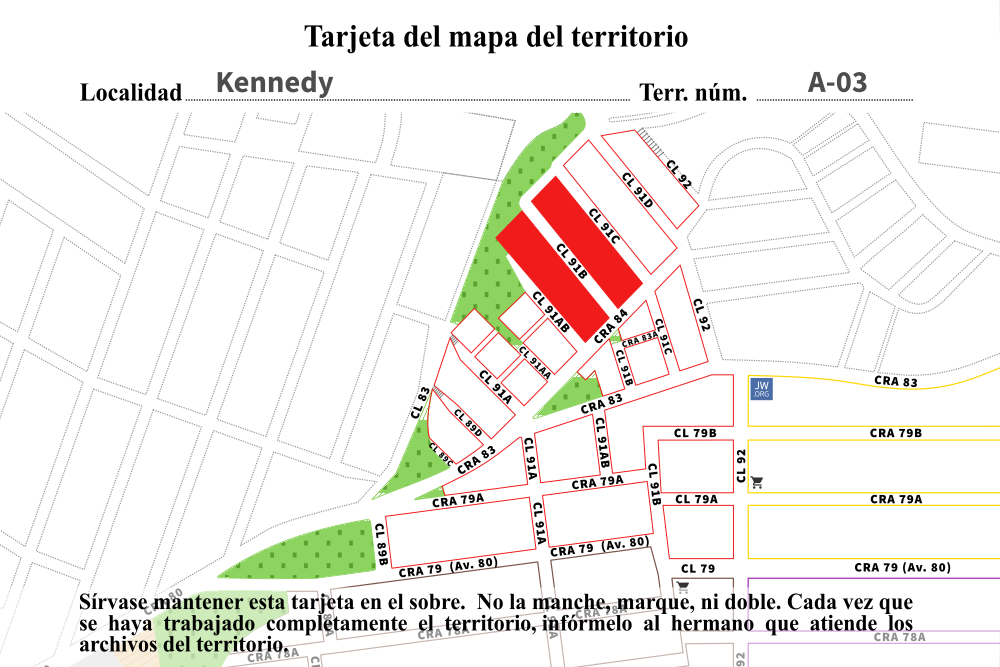 Tarjeta del mapa del territorio
Localidad Kennedy Terr. núm. A-03
CL 92
CL 91D
CL 91C
CL 91B
CL 91AB
CRA 84
CL 92
CL 91C
CRA 83A
CL 91B
CL 91AA
CL 91A
CRA 83
CRA 83
JW
.ORG
CL 83
CL 89D
CL 89C
CRA 83
CL 91A
CL 91AB
CL 79B
CRA 79B
CL 92
CL 91B
CRA 79A
CRA 79A
CL 79A
CRA 79A
CL 91A
CL 89B
CRA 79 (Av. 80)
CRA 79 (Av. 80)
CL 79
CRA 79 (Av. 80)
Sírvase mantener esta tarjeta en el sobre. No la manche, marque, ni doble. Cada vez que
se haya trabajado completamente el territorio, infórmelo al hermano que atiende los
archivos del territorio.
CRA 78A
CRA 78A
CRA 78A
CRA 78A